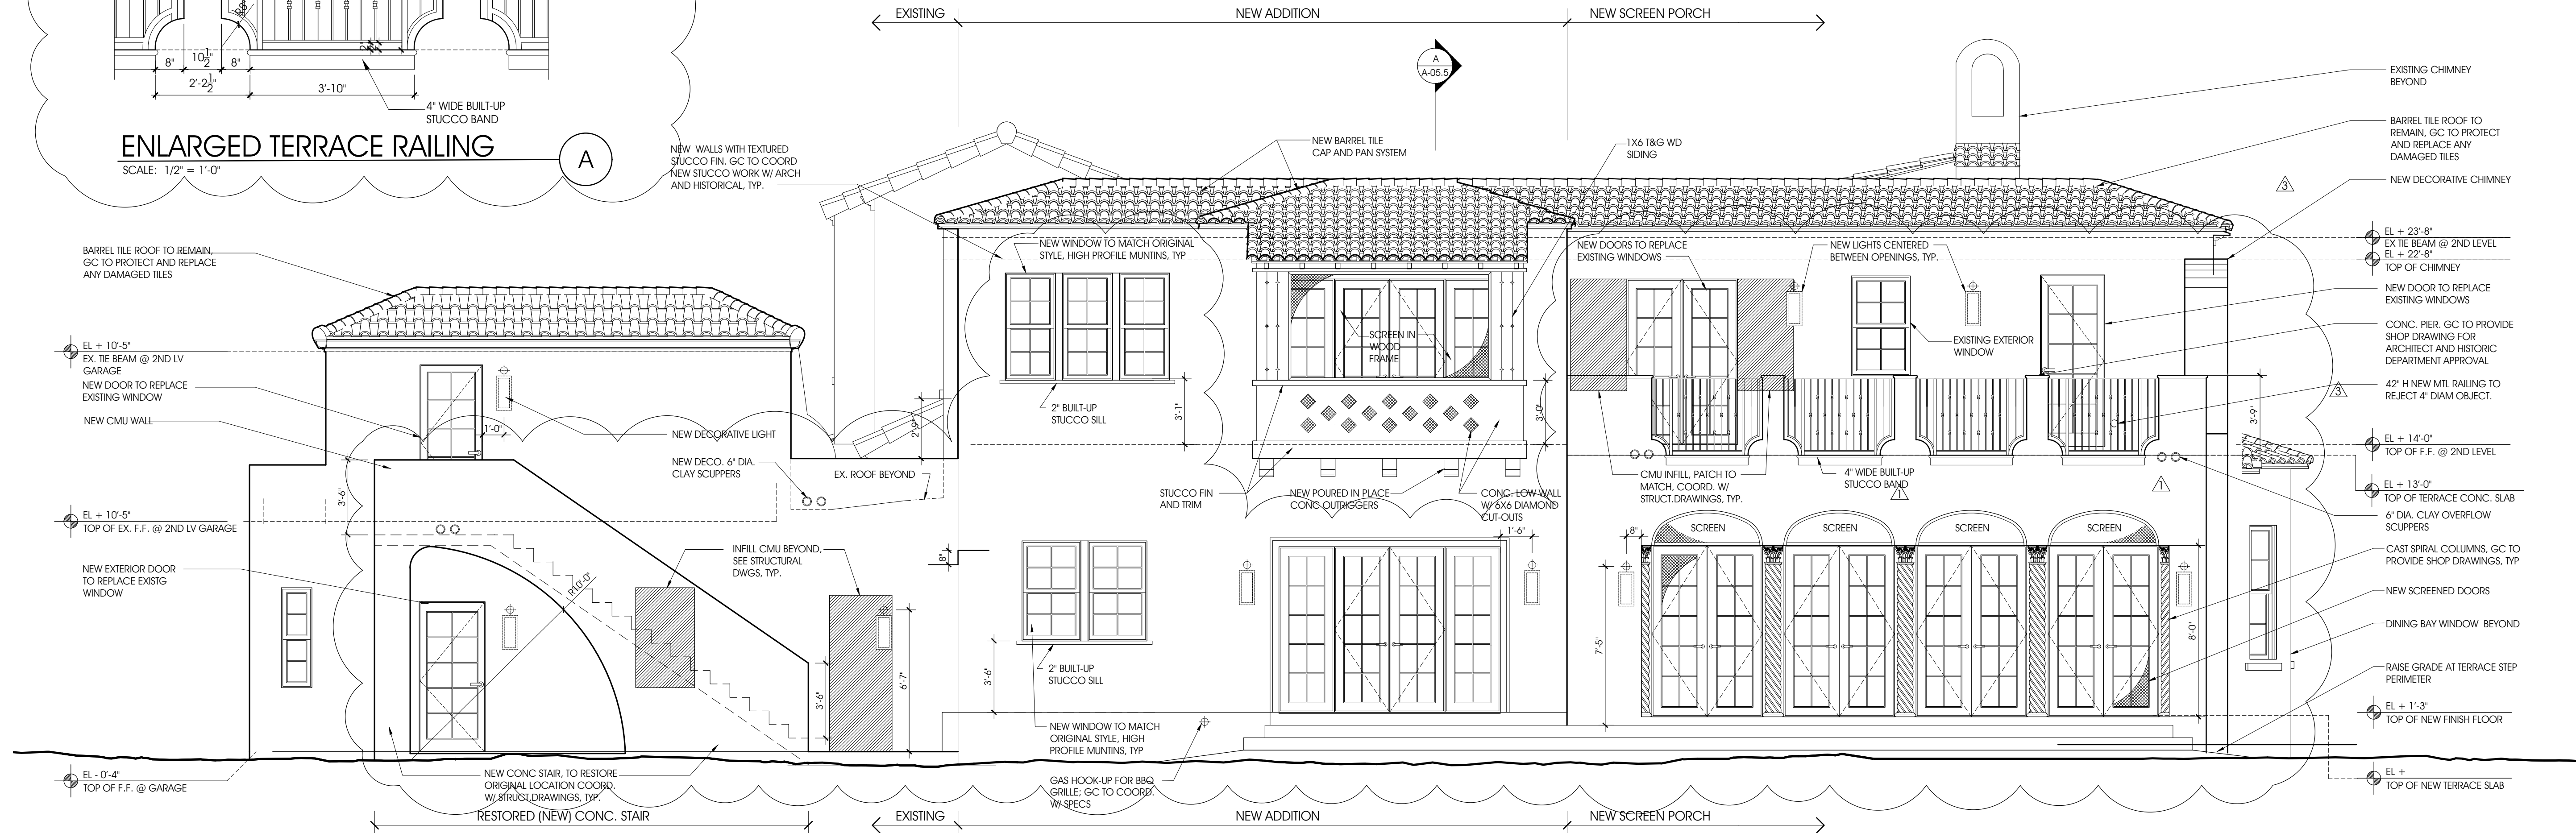 EXISTING
NEW ADDITION
NEW SCREEN PORCH
A
A-05.5
8"
10 1/2"
8"
2'-2 1/2"
3'-10"
2"
4" WIDE BUILT-UP
STUCCO BAND
ENLARGED TERRACE RAILING
A
SCALE: 1/2" = 1'-0"
NEW WALLS WITH TEXTURED
STUCCO FIN. GC TO COORD
NEW STUCCO WORK W/ ARCH
AND HISTORICAL, TYP.
NEW BARREL TILE
CAP AND PAN SYSTEM
1X6 T&G WD
SIDING
EXISTING CHIMNEY
BEYOND
BARREL TILE ROOF TO
REMAIN, GC TO PROTECT
AND REPLACE ANY
DAMAGED TILES
NEW DECORATIVE CHIMNEY
3
BARREL TILE ROOF TO REMAIN,
GC TO PROTECT AND REPLACE
ANY DAMAGED TILES
NEW WINDOW TO MATCH ORIGINAL
STYLE, HIGH PROFILE MUNTINS, TYP
NEW DOORS TO REPLACE
EXISTING WINDOWS
NEW LIGHTS CENTERED
BETWEEN OPENINGS, TYP.
EL + 23'-8"
EX TIE BEAM @ 2ND LEVEL
EL + 22'-8"
TOP OF CHIMNEY
NEW DOOR TO REPLACE
EXISTING WINDOWS
CONC. PIER. GC TO PROVIDE
SHOP DRAWING FOR
ARCHITECT AND HISTORIC
DEPARTMENT APPROVAL
42" H NEW MTL RAILING TO
REJECT 4" DIAM OBJECT.
3
EL + 10'-5"
EX. TIE BEAM @ 2ND LV
GARAGE
NEW DOOR TO REPLACE
EXISTING WINDOW
NEW CMU WALL
SCREEN IN
WOOD
FRAME
EXISTING EXTERIOR
WINDOW
2" BUILT-UP
STUCCO SILL
3'-1"
3'-0"
3'-9"
1'-0"
2'-9"
NEW DECORATIVE LIGHT
NEW DECO. 6" DIA.
CLAY SCUPPERS
EX. ROOF BEYOND
EL + 14'-0"
TOP OF F.F. @ 2ND LEVEL
STUCCO FIN
AND TRIM
NEW POURED IN PLACE
CONC OUTRIGGERS
CONC. LOW WALL
W/ 6X6 DIAMOND
CUT-OUTS
CMU INFILL, PATCH TO
MATCH, COORD. W/
STRUCT.DRAWINGS, TYP.
4" WIDE BUILT-UP
STUCCO BAND
1
1
EL + 13'-0"
TOP OF TERRACE CONC. SLAB
6" DIA. CLAY OVERFLOW
SCUPPERS
3'-6"
EL + 10'-5"
TOP OF EX. F.F. @ 2ND LV GARAGE
1'-6"
8"
SCREEN
SCREEN
SCREEN
SCREEN
CAST SPIRAL COLUMNS, GC TO
PROVIDE SHOP DRAWINGS, TYP
NEW EXTERIOR DOOR
TO REPLACE EXISTG
WINDOW
INFILL CMU BEYOND,
SEE STRUCTURAL
DWGS, TYP.
8"
R10'-0"
NEW SCREENED DOORS
DINING BAY WINDOW BEYOND
3'-6"
6'-7"
3'-6"
7'-5"
8'-0"
2" BUILT-UP
STUCCO SILL
RAISE GRADE AT TERRACE STEP
PERIMETER
EL + 1'-3"
TOP OF NEW FINISH FLOOR
NEW WINDOW TO MATCH
ORIGINAL STYLE, HIGH
PROFILE MUNTINS, TYP
EL - 0'-4"
TOP OF F.F. @ GARAGE
NEW CONC STAIR, TO RESTORE
ORIGINAL LOCATION COORD.
W/ STRUCT.DRAWINGS, TYP.
GAS HOOK-UP FOR BBQ
GRILLE; GC TO COORD.
W/ SPECS
EL +
TOP OF NEW TERRACE SLAB
RESTORED (NEW) CONC. STAIR
EXISTING
NEW ADDITION
NEW SCREEN PORCH